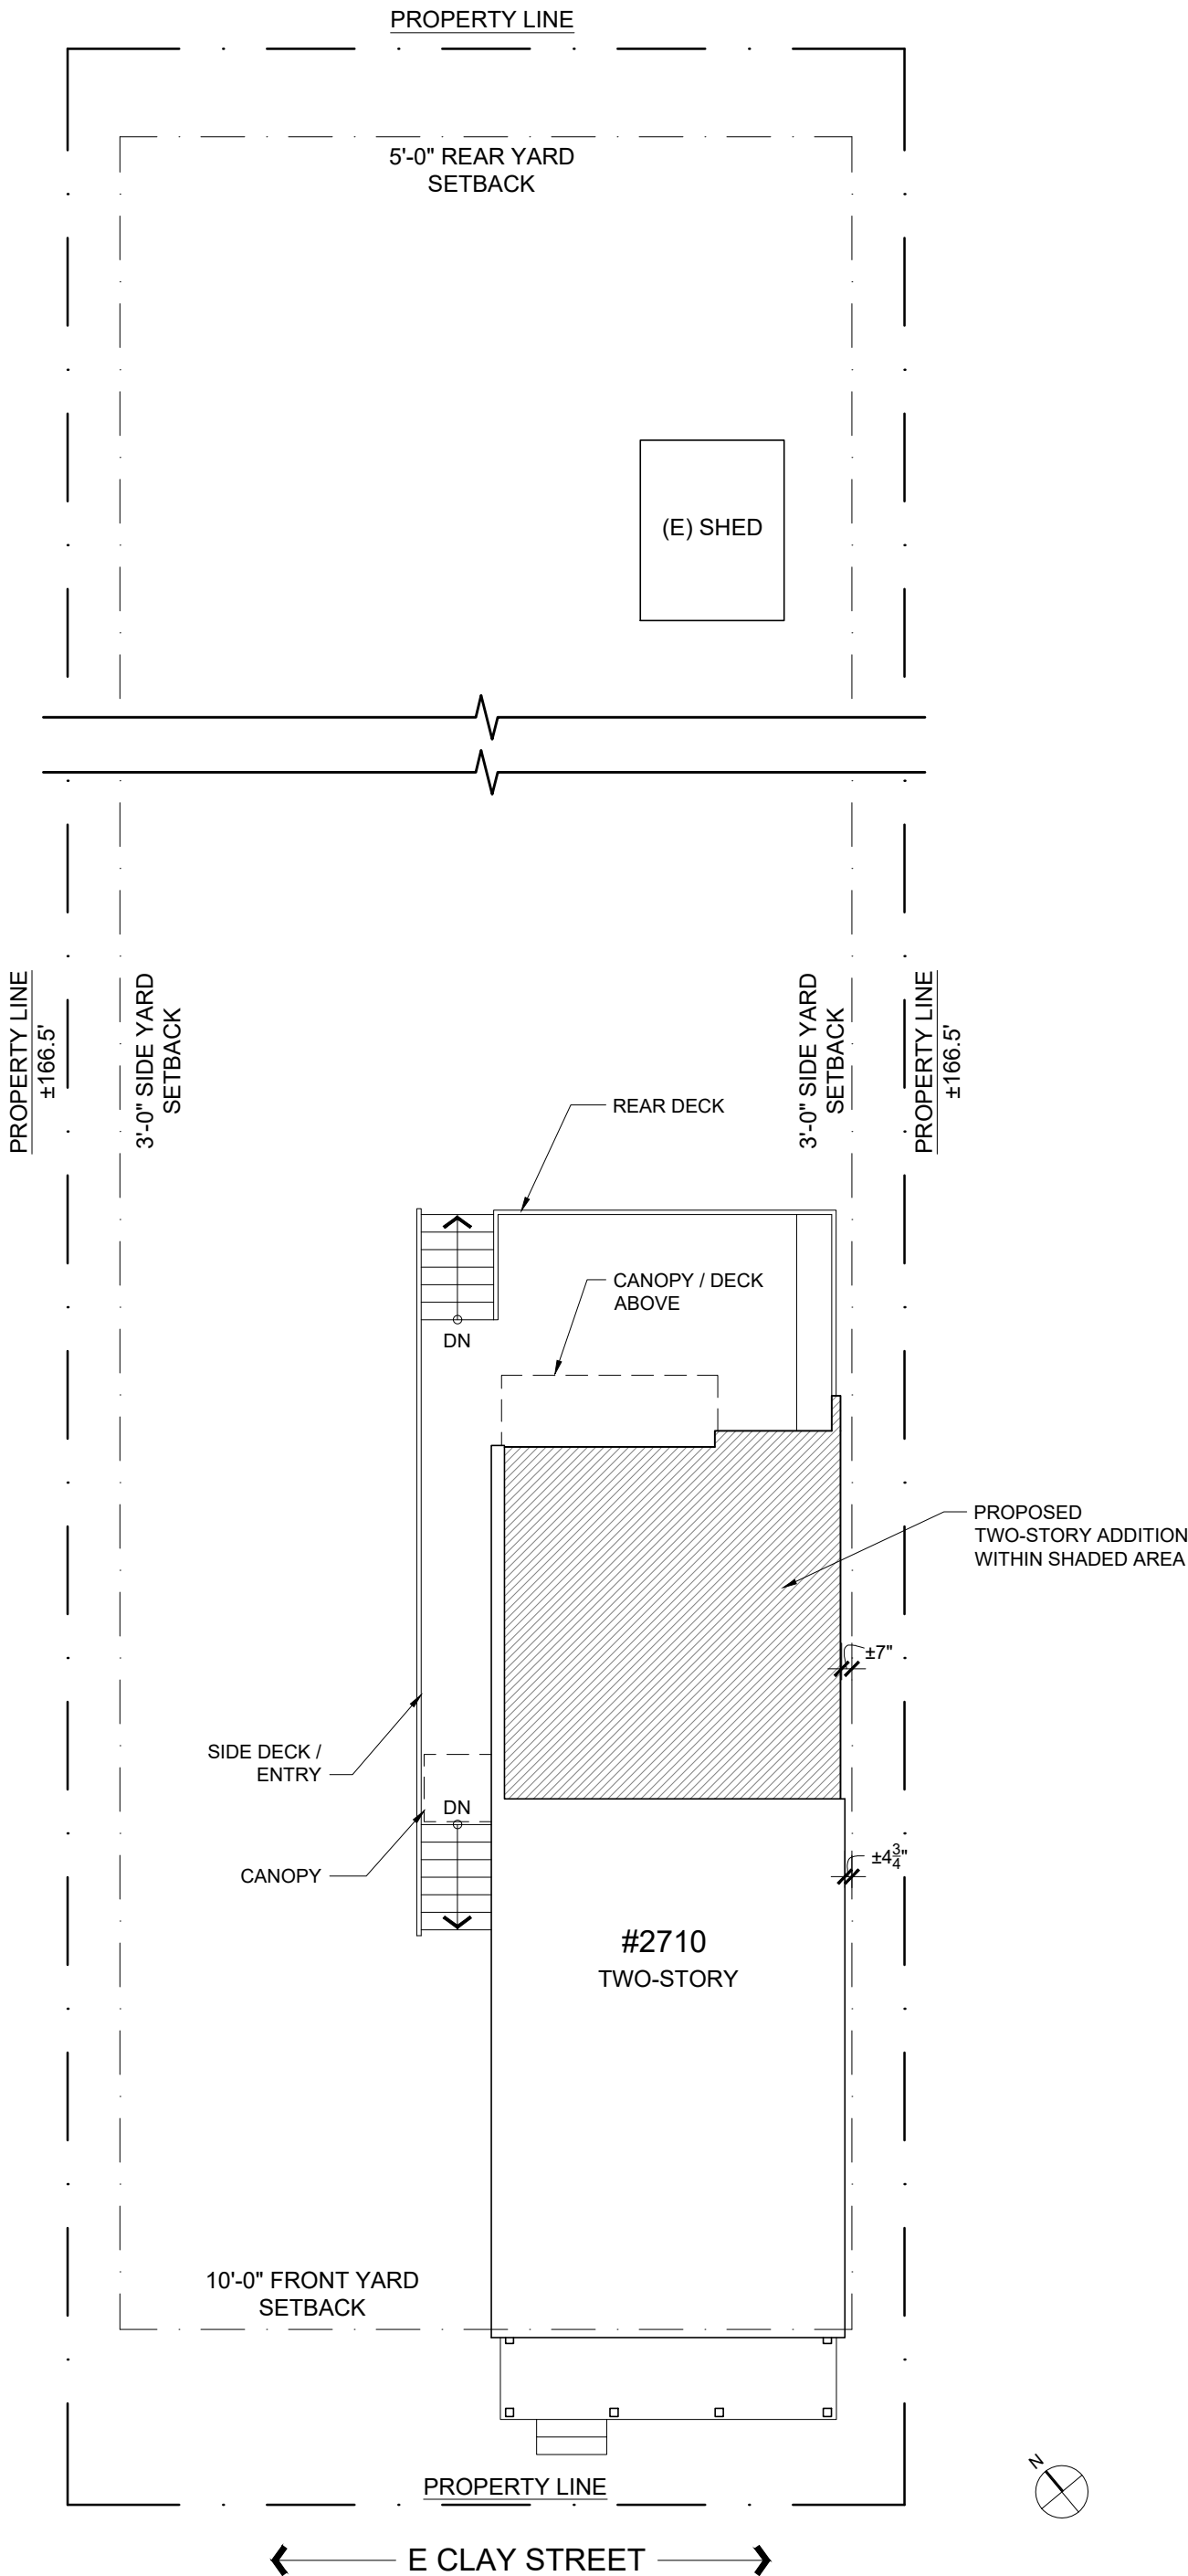 PROPERTY LINE
5'-0" REAR YARD
SETBACK
(E) SHED
PROPERTY LINE
±166.5'
3'-0" SIDE YARD
SETBACK
3'-0" SIDE YARD
SETBACK
PROPERTY LINE
±166.5'
REAR DECK
CANOPY / DECK
ABOVE
DN
PROPOSED
TWO-STORY ADDITION
WITHIN SHADED AREA
±7"
SIDE DECK /
ENTRY
DN
CANOPY
±4 3/4"
#2710
TWO-STORY
10'-0" FRONT YARD
SETBACK
N
PROPERTY LINE
E CLAY STREET